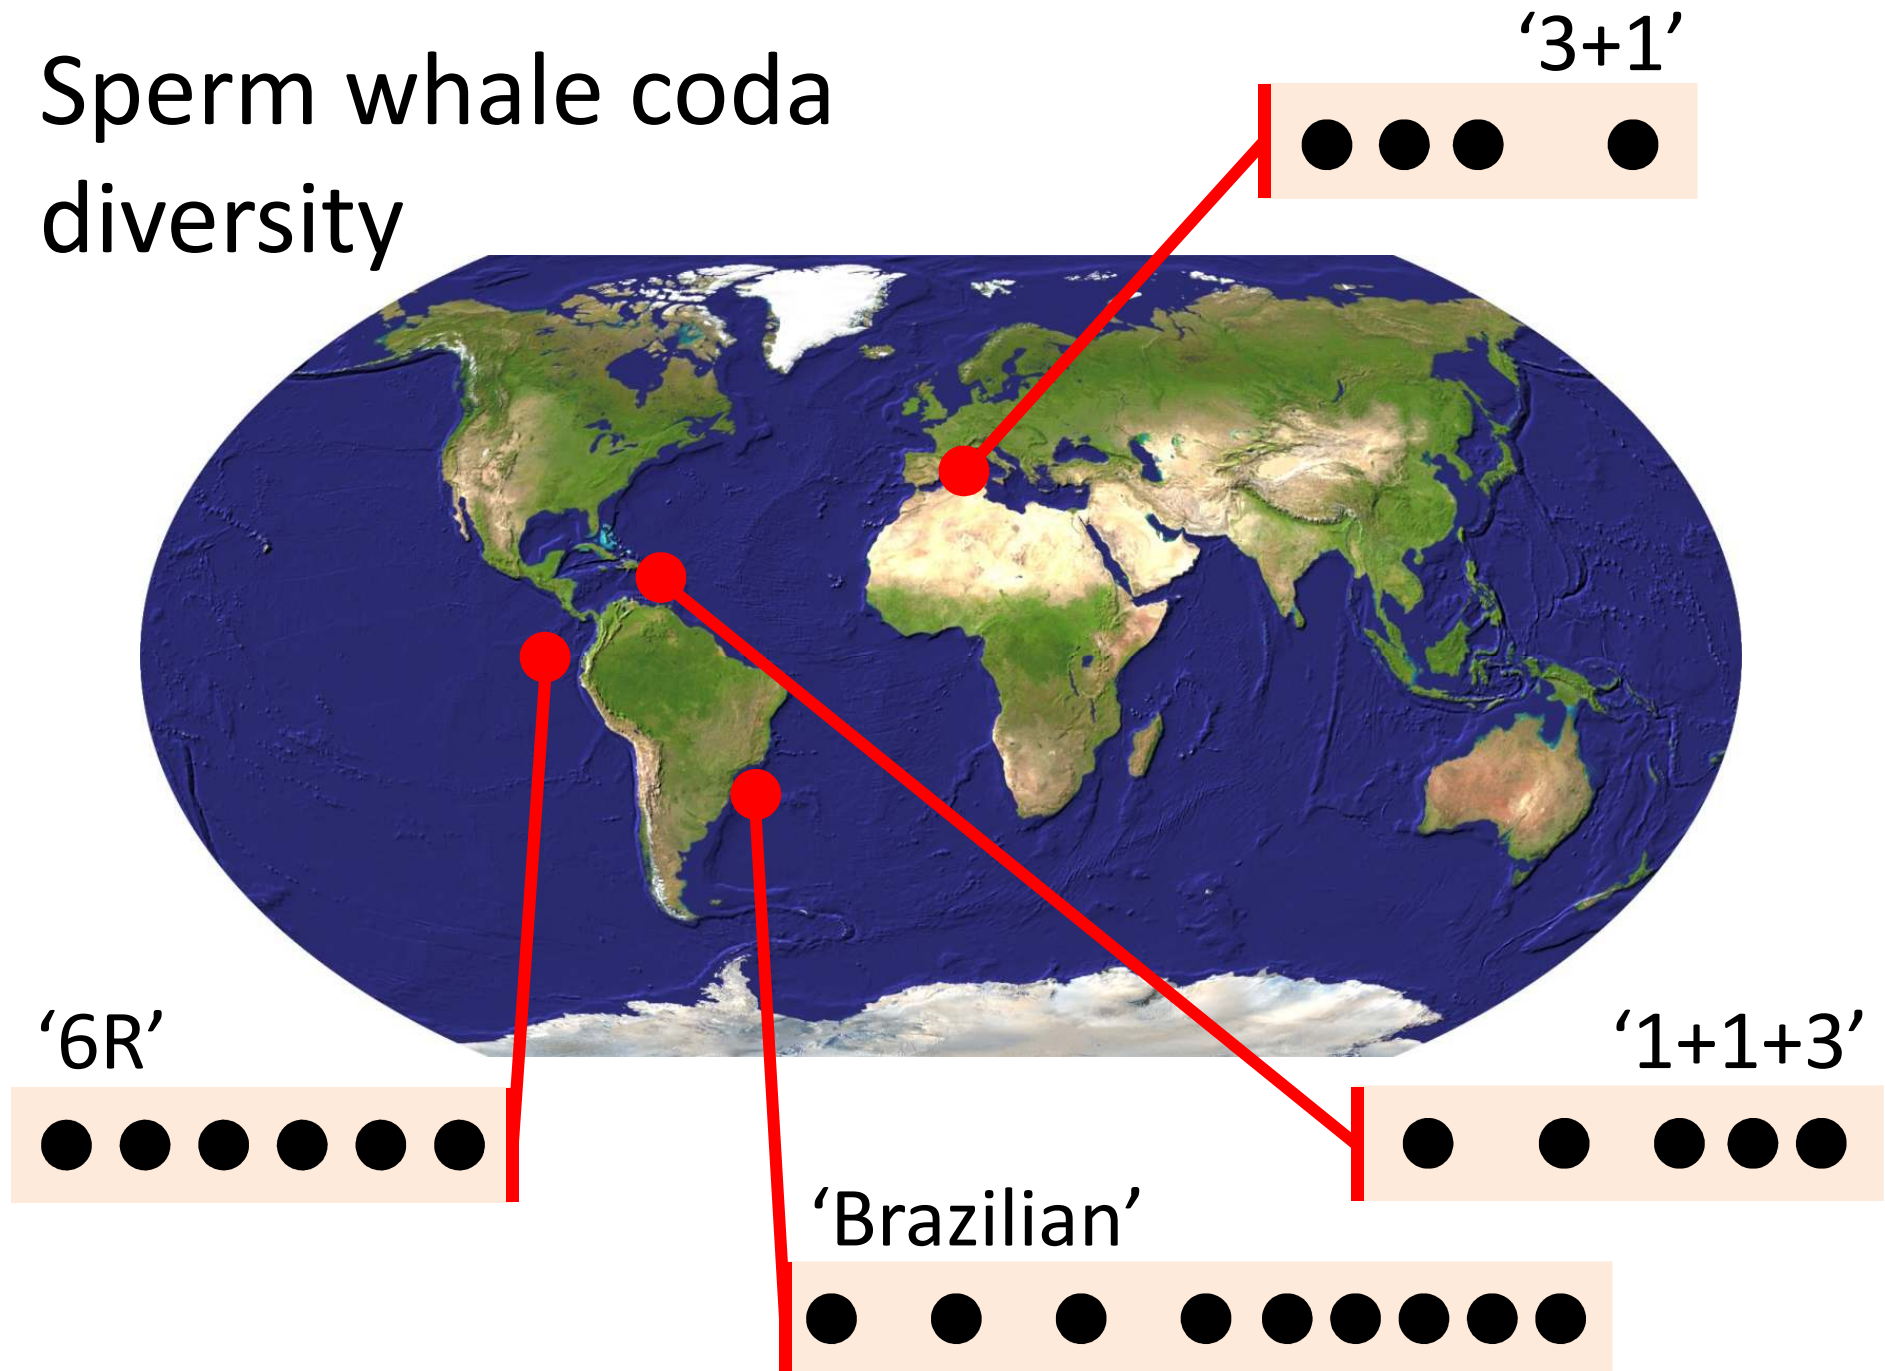 Sperm whale coda
diversity
‘3+1’
‘6R’
‘1+1+3’
‘Brazilian’